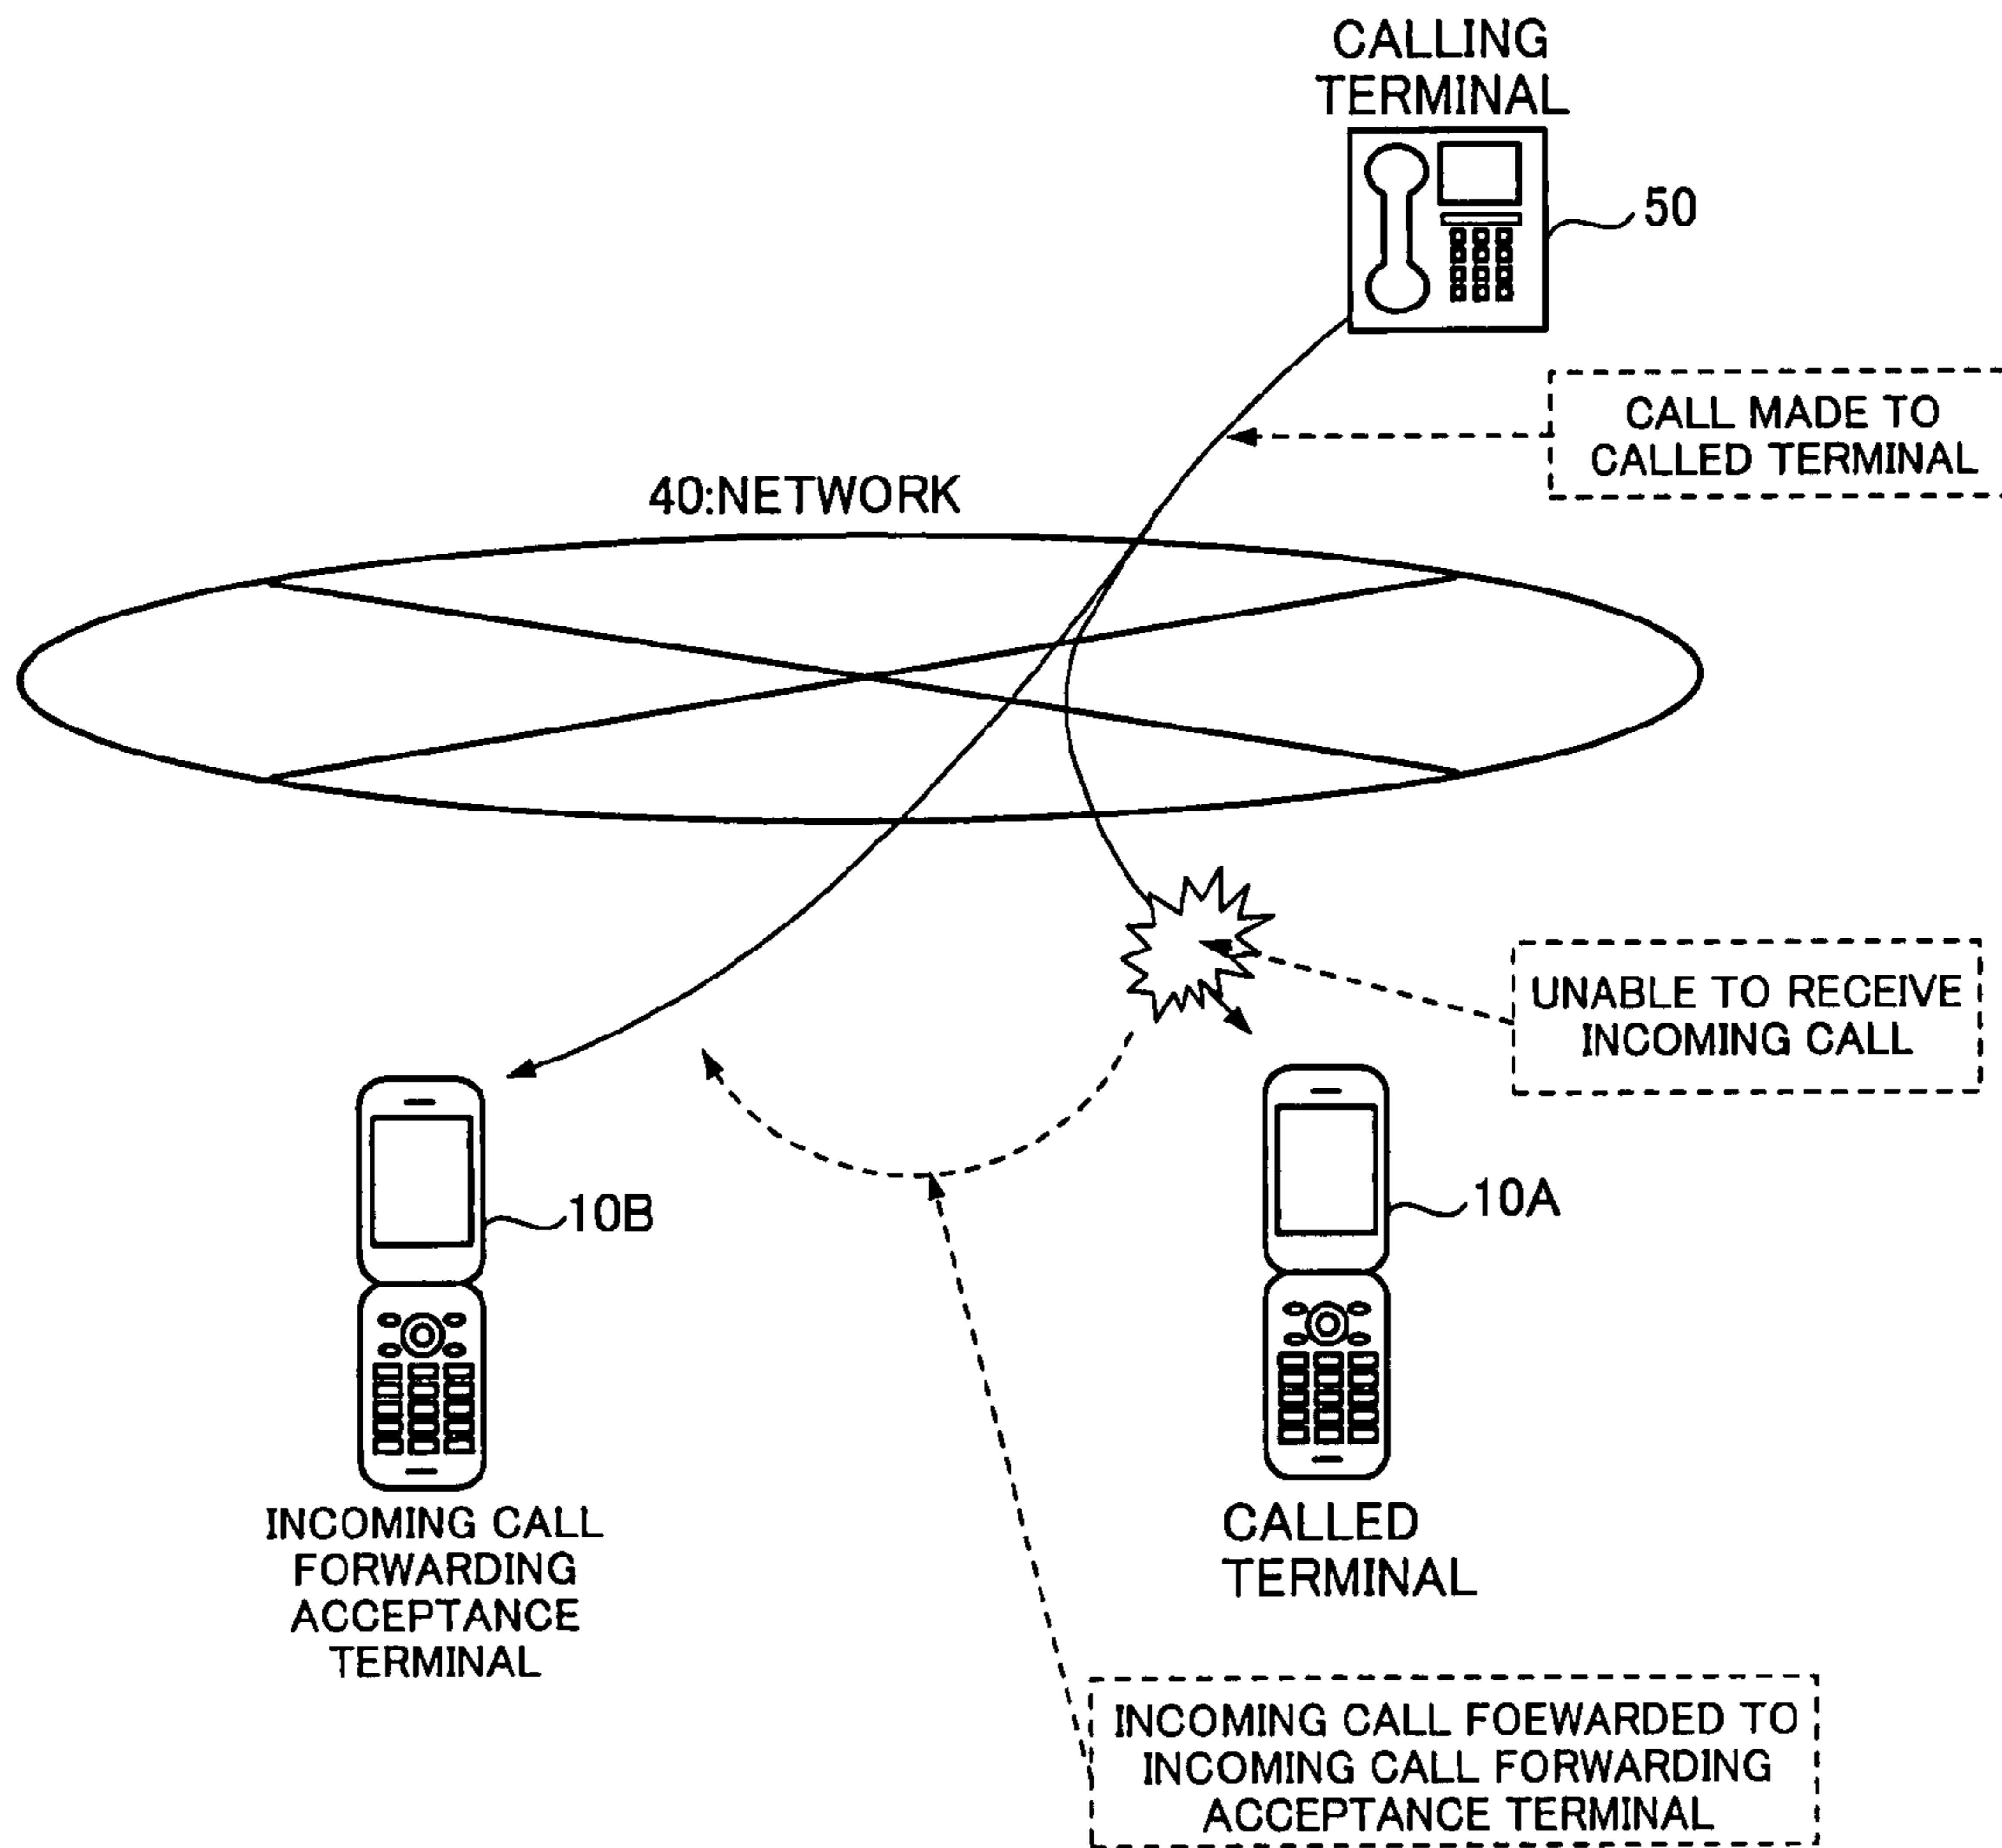 CALLING
TERMINAL
50
CALL MADE TO
CALLED TERMINAL
40:NETWORK
UNABLE TO RECEIVE
INCOMING CALL
10B
10A
INCOMING CALL
FORWARDING
ACCEPTANCE
TERMINAL
CALLED
TERMINAL
INCOMING CALL FOEWARDED TO
INCOMING CALL FORWARDING
ACCEPTANCE TERMINAL